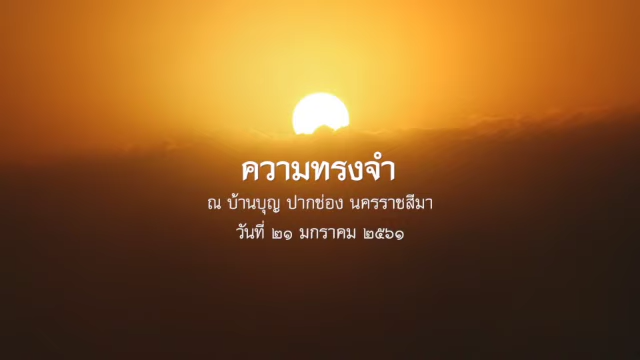 ความทรงจำ
ณ บ้านบุญ ปากช่อง นครราชสีมา
วันที่ ๒๑ มกราคม ๒๕๖๑